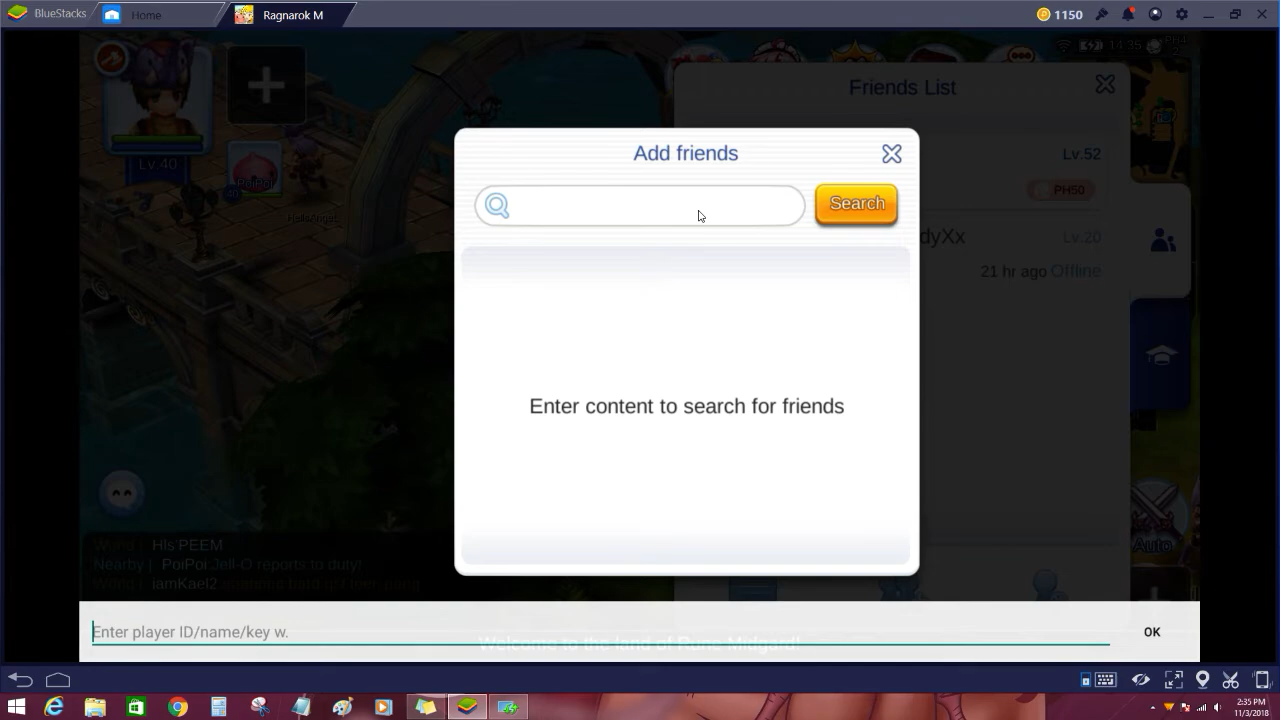 BlueStacks
Home
Ragnarok M
1150
14:35
Friends List
Lv.40
PoiPoi
HelloAngel
Add friends
Search
Lv.52
PH50
dyXx
Lv.20
21 hr ago Offline
Enter content to search for friends
World | HIs'PEEM
Nearby | PoiPoi Jell-O reports to duty!
World | iamKael2
Auto
Enter player ID/name/key w.
OK
Welcome to the land of Rune Midgard!
2:35 PM
11/3/2018